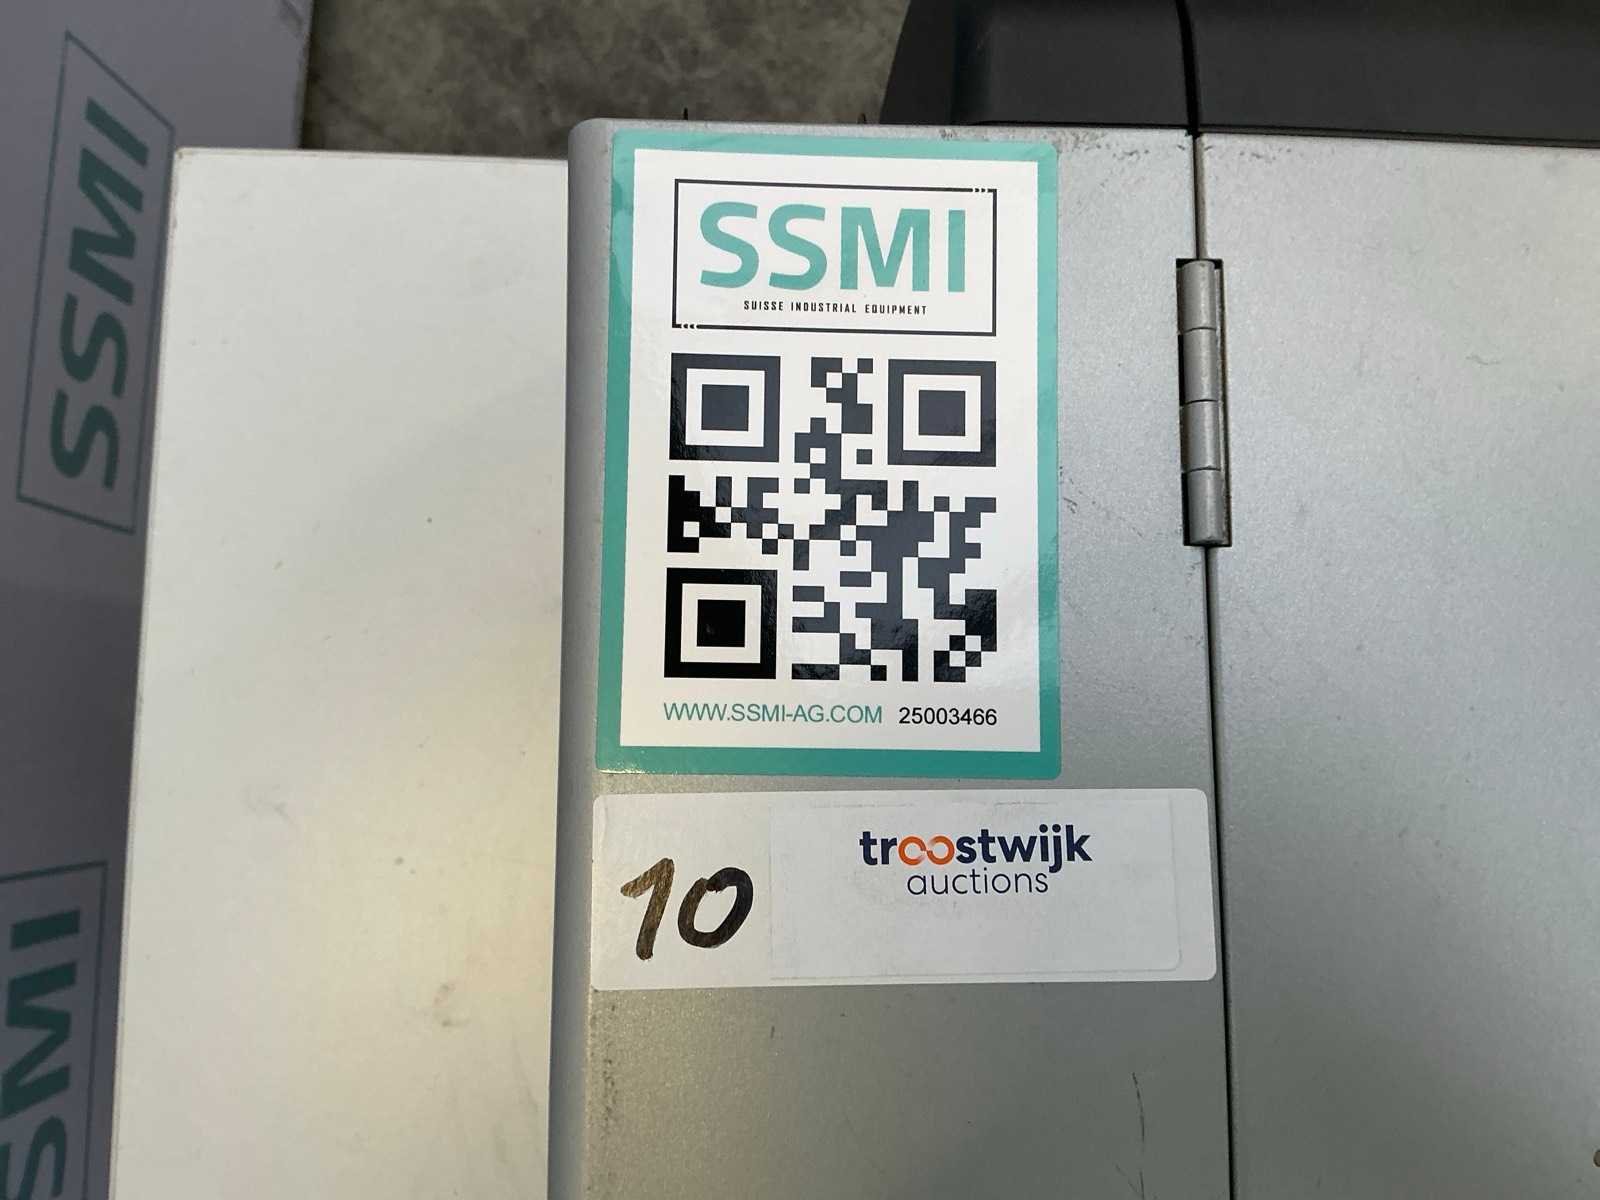 SSMI
SSMI
SUISSE INDUSTRIAL EQUIPMENT
WWW.SSMI-AG.COM 25003466
10
troostwijk
auctions
SSMI